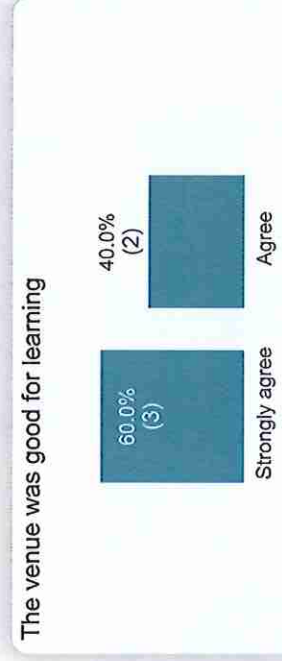 The venue was good for learning
60.0%
(3)
40.0%
(2)
Strongly agree
Agree